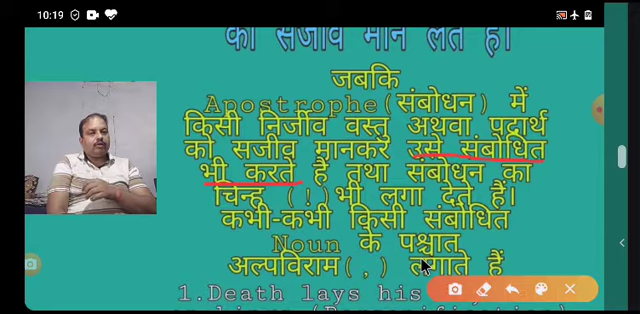 10:19
को सजीव मान लेते हैं।
जबकि
Apostrophe(संबोधन) में
किसी निर्जीव वस्तु अथवा पदार्थ
को सजीव मानकर उसे संबोधित
भी करते है तथा संबोधन का
चिन्ह (!)भी लगा देते हैं।
कभी-कभी किसी संबोधित
Noun के पश्चात
अल्पविराम(,) लगाते हैं
1.Death lays his